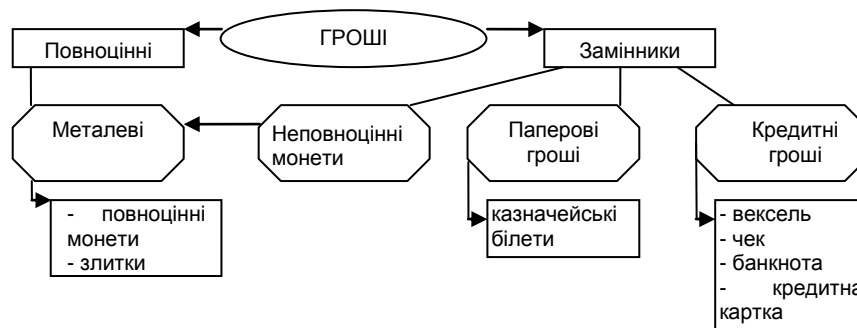 ГРОШІ
Повноцінні
Замінники
Металеві
Неповноцінні
монети
Паперові
гроші
Кредитні
гроші
- повноцінні
монети
- злитки
казначейські
білети
- вексель
- чек
- банкнота
- кредитна
картка